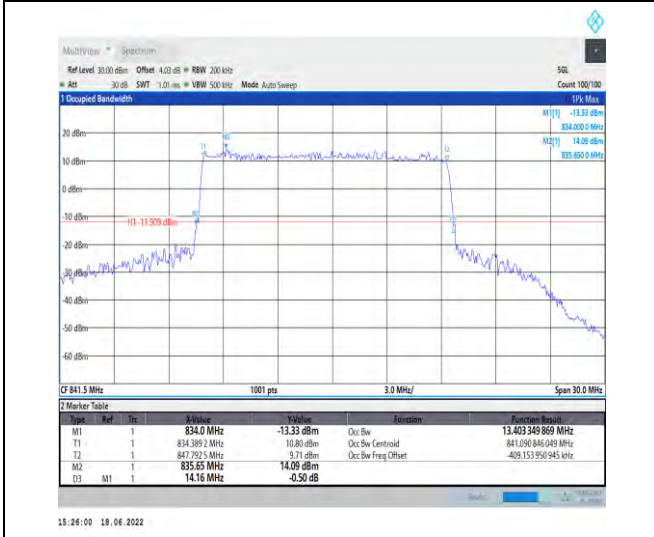 MultiView Spectrum
Ref Level 30.00 dBm Offset 4.03 dB RBW 200 kHz SGL
Att 30 dB SWT 1.01 ms VBW 500 kHz Mode Auto Sweep Count 100/100
1 Occupied Bandwidth 1Pk Max
M1[1] -13.33 dBm
834.000 0 MHz
M2[1] 14.09 dBm
835.650 0 MHz
20 dBm
T1 M2 T2
10 dBm
0 dBm
-10 dBm
M1
H1 -11.909 dBm
-20 dBm
-30 dBm
-40 dBm
-50 dBm
-60 dBm
CF 841.5 MHz 1001 pts 3.0 MHz/ Span 30.0 MHz
2 Marker Table
Type Ref Trc X-Value Y-Value Function Function Result
M1 1 834.0 MHz -13.33 dBm Occ Bw 13.403 349 869 MHz
T1 1 834.389 2 MHz 10.80 dBm Occ Bw Centroid 841.090 846 049 MHz
T2 1 847.792 5 MHz 9.71 dBm Occ Bw Freq Offset -409.153 950 945 kHz
M2 1 835.65 MHz 14.09 dBm
D3 M1 1 14.16 MHz -0.50 dB
15:26:00 18.06.2022